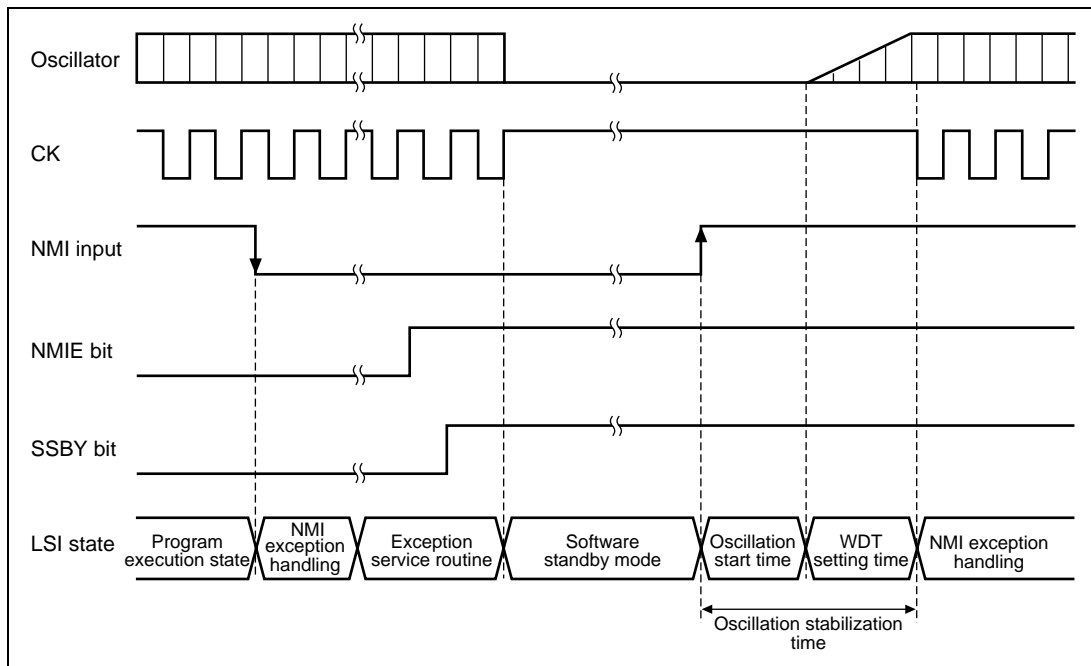 Oscillator
CK
NMI input
NMIE bit
SSBY bit
LSI state
Program
execution state
NMI
exception
handling
Exception
service routine
Software
standby mode
Oscillation
start time
WDT
setting time
NMI exception
handling
Oscillation stabilization
time